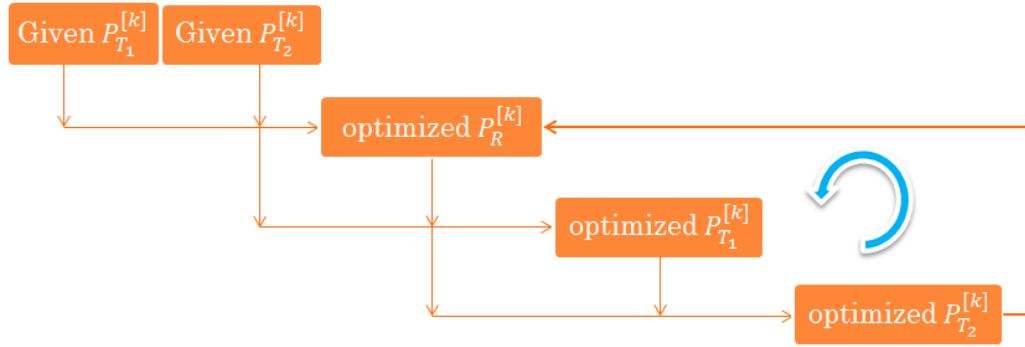 Given $P_{T_1}^{[k]}$
Given $P_{T_2}^{[k]}$
optimized $P_R^{[k]}$
optimized $P_{T_1}^{[k]}$
optimized $P_{T_2}^{[k]}$